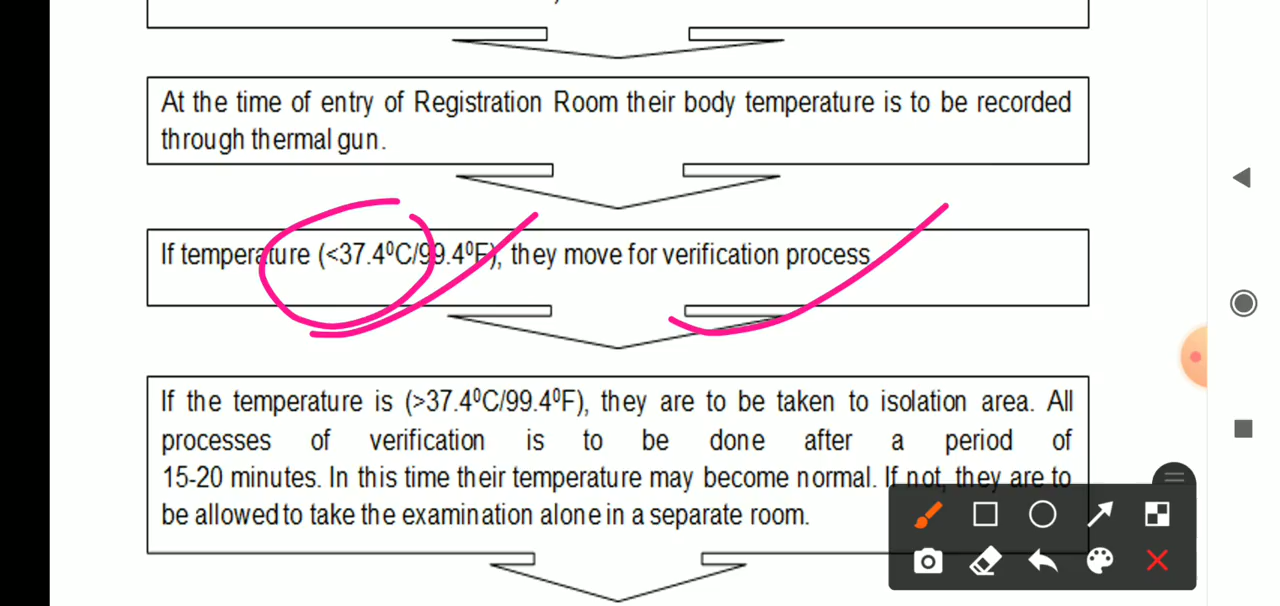 At the time of entry of Registration Room their body temperature is to be recorded
through thermal gun.
If temperature (<37.4⁰C/99.4⁰F), they move for verification process
If the temperature is (>37.4⁰C/99.4⁰F), they are to be taken to isolation area. All
processes of verification is to be done after a period of
15-20 minutes. In this time their temperature may become normal. If not, they are to
be allowed to take the examination alone in a separate room.